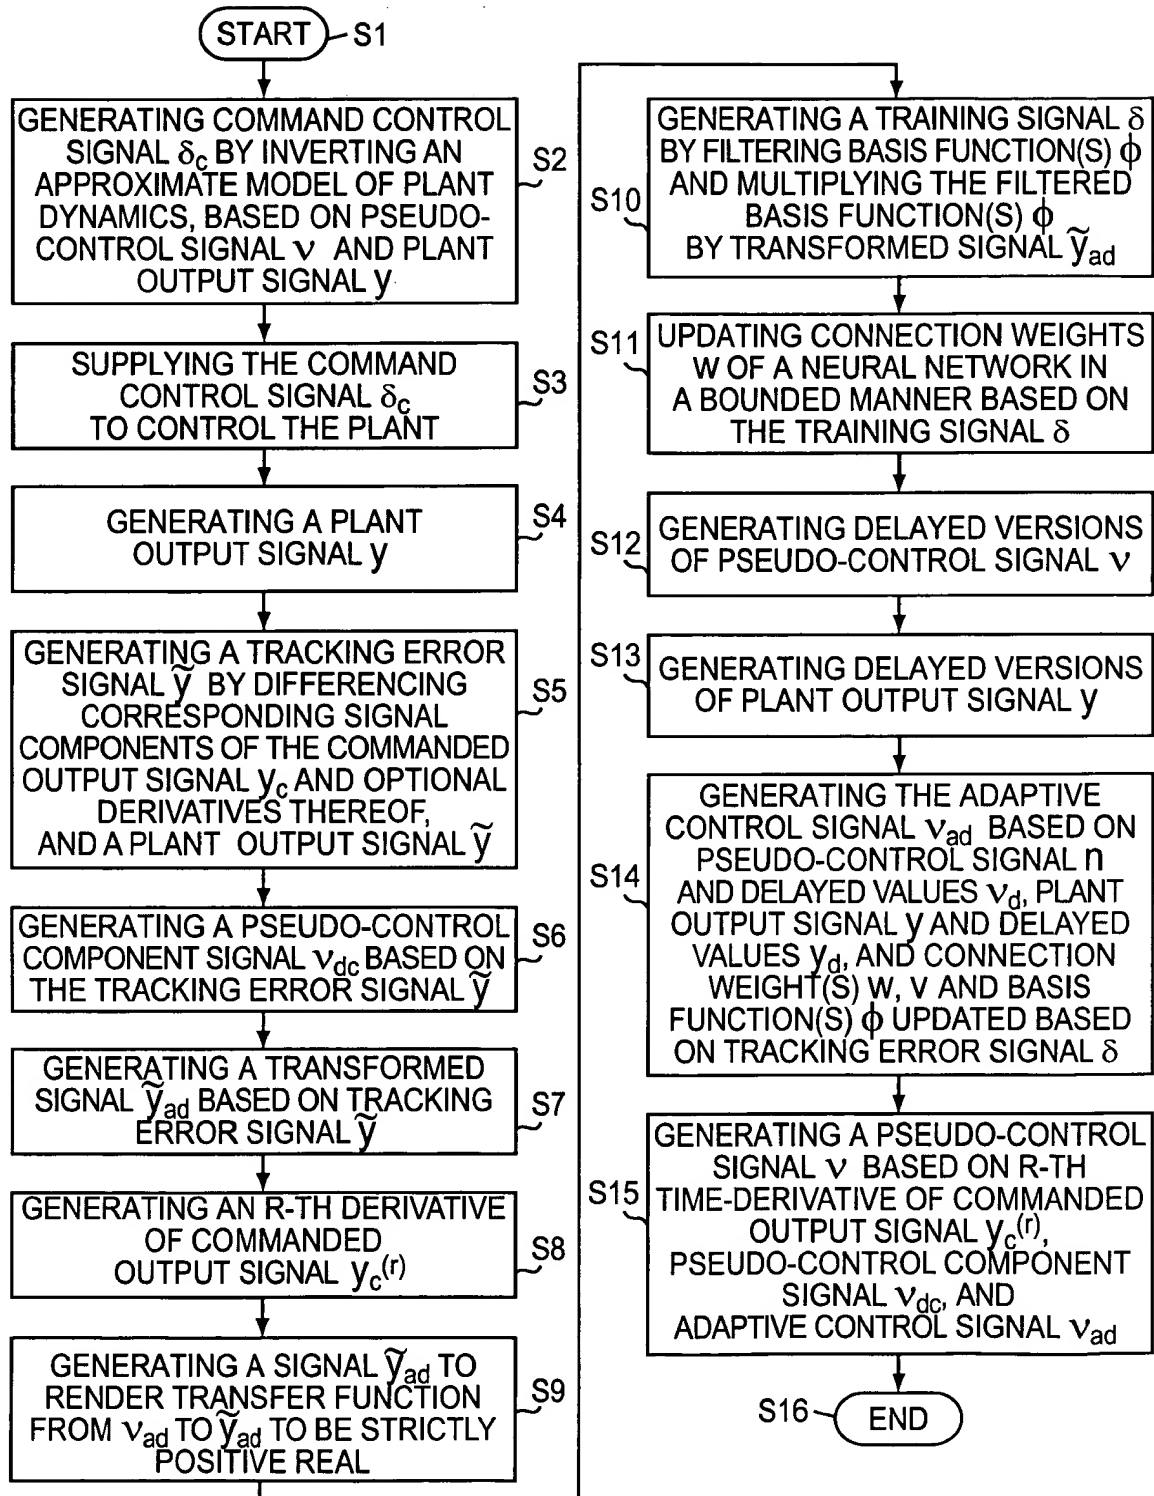 START
S1
GENERATING COMMAND CONTROL
SIGNAL δc BY INVERTING AN
APPROXIMATE MODEL OF PLANT
DYNAMICS, BASED ON PSEUDO-
CONTROL SIGNAL ν AND PLANT
OUTPUT SIGNAL y
S2
SUPPLYING THE COMMAND
CONTROL SIGNAL δc
TO CONTROL THE PLANT
S3
GENERATING A PLANT
OUTPUT SIGNAL y
S4
GENERATING A TRACKING ERROR
SIGNAL ỹ BY DIFFERENCING
CORRESPONDING SIGNAL
COMPONENTS OF THE COMMANDED
OUTPUT SIGNAL yc AND OPTIONAL
DERIVATIVES THEREOF,
AND A PLANT OUTPUT SIGNAL ỹ
S5
GENERATING A PSEUDO-CONTROL
COMPONENT SIGNAL νdc BASED ON
THE TRACKING ERROR SIGNAL ỹ
S6
GENERATING A TRANSFORMED
SIGNAL ỹad BASED ON TRACKING
ERROR SIGNAL ỹ
S7
GENERATING AN R-TH DERIVATIVE
OF COMMANDED
OUTPUT SIGNAL yc(r)
S8
GENERATING A SIGNAL ỹad TO
RENDER TRANSFER FUNCTION
FROM νad TO ỹad TO BE STRICTLY
POSITIVE REAL
S9
GENERATING A TRAINING SIGNAL δ
BY FILTERING BASIS FUNCTION(S) ϕ
AND MULTIPLYING THE FILTERED
BASIS FUNCTION(S) ϕ
BY TRANSFORMED SIGNAL ỹad
S10
UPDATING CONNECTION WEIGHTS
W OF A NEURAL NETWORK IN
A BOUNDED MANNER BASED ON
THE TRAINING SIGNAL δ
S11
GENERATING DELAYED VERSIONS
OF PSEUDO-CONTROL SIGNAL ν
S12
GENERATING DELAYED VERSIONS
OF PLANT OUTPUT SIGNAL y
S13
GENERATING THE ADAPTIVE
CONTROL SIGNAL νad BASED ON
PSEUDO-CONTROL SIGNAL n
AND DELAYED VALUES νd, PLANT
OUTPUT SIGNAL y AND DELAYED
VALUES yd, AND CONNECTION
WEIGHT(S) W, V AND BASIS
FUNCTION(S) ϕ UPDATED BASED
ON TRACKING ERROR SIGNAL δ
S14
GENERATING A PSEUDO-CONTROL
SIGNAL ν BASED ON R-TH
TIME-DERIVATIVE OF COMMANDED
OUTPUT SIGNAL yc(r),
PSEUDO-CONTROL COMPONENT
SIGNAL νdc, AND
ADAPTIVE CONTROL SIGNAL νad
S15
END
S16